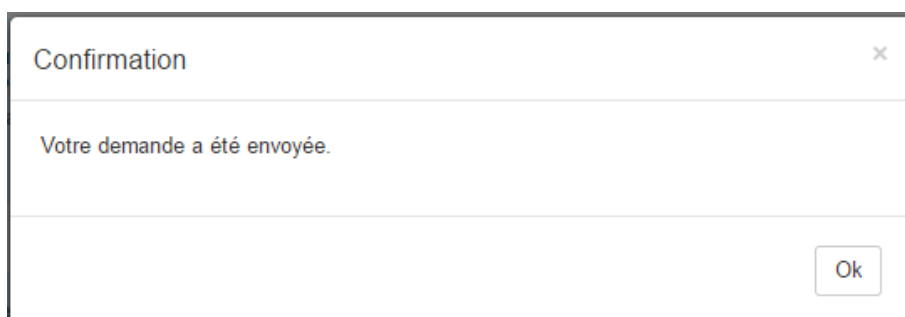 Confirmation
×
Votre demande a été envoyée.
Ok